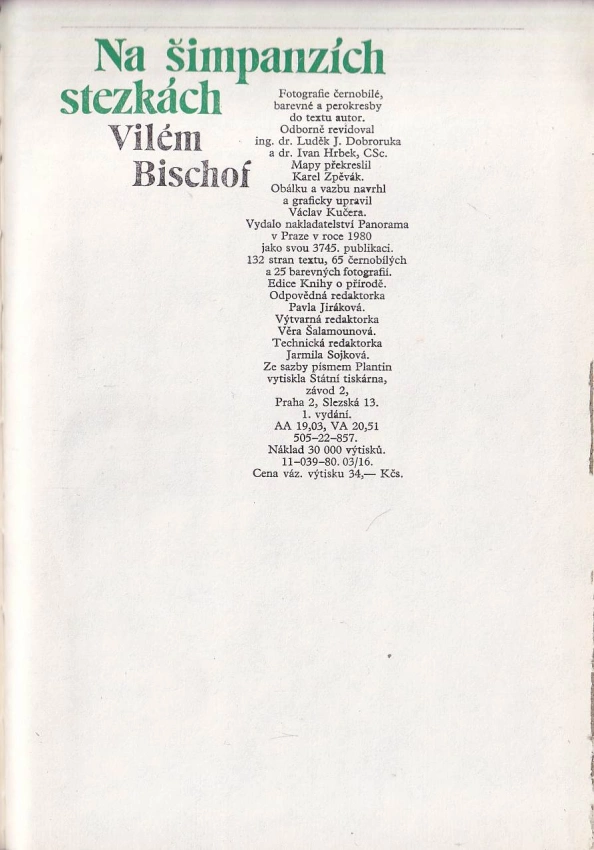 Na šimpanzích
stezkách
Vilém
Bischof
Fotografie černobílé,
barevné a perokresby
do textu autor.
Odborně revidoval
ing. dr. Luděk J. Dobroruka
a dr. Ivan Hrbek, CSc.
Mapy překreslil
Karel Zpěvák.
Obálku a vazbu navrhl
a graficky upravil
Václav Kučera.
Vydalo nakladatelství Panorama
v Praze v roce 1980
jako svou 3745. publikaci.
132 stran textu, 65 černobílých
a 25 barevných fotografií.
Edice Knihy o přírodě.
Odpovědná redaktorka
Pavla Jiráková.
Výtvarná redaktorka
Věra Šalamounová.
Technická redaktorka
Jarmila Sojková.
Ze sazby písmem Plantin
vytiskla Státní tiskárna,
závod 2,
Praha 2, Slezská 13.
1. vydání.
AA 19,03, VA 20,51
505–22–857.
Náklad 30 000 výtisků.
11–039–80. 03/16.
Cena váz. výtisku 34,— Kčs.